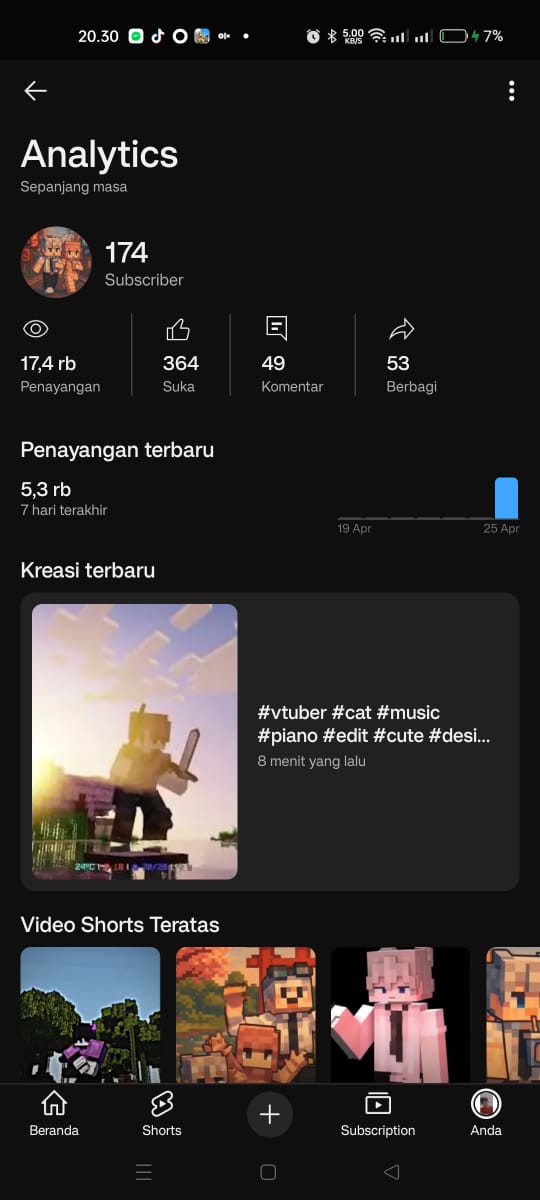 20.30
5.00
KB/S
7%
Analytics
Sepanjang masa
174
Subscriber
17,4 rb
Penayangan
364
Suka
49
Komentar
53
Berbagi
Penayangan terbaru
5,3 rb
7 hari terakhir
19 Apr
25 Apr
Kreasi terbaru
#vtuber #cat #music
#piano #edit #cute #desi...
8 menit yang lalu
24°C
Video Shorts Teratas
Beranda
Shorts
Subscription
Anda